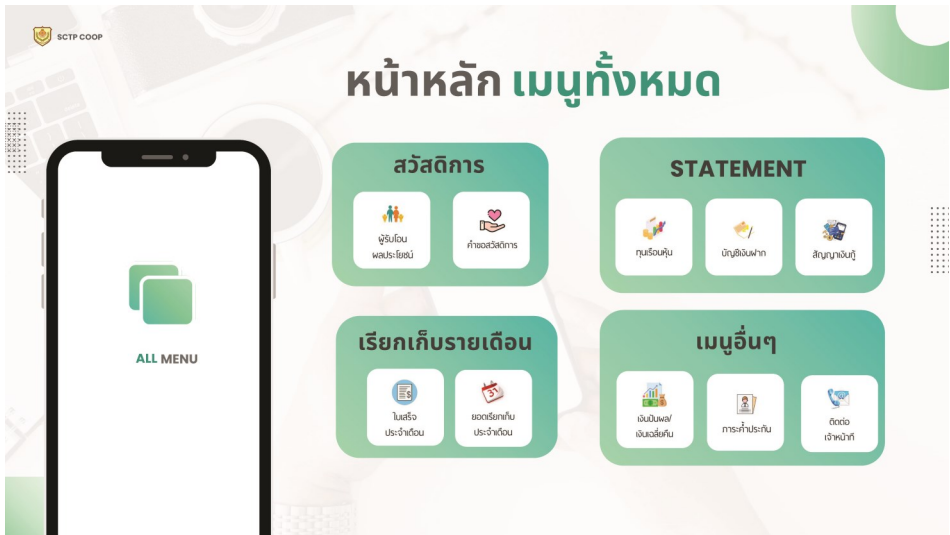 SCTP COOP
หน้าหลัก เมนูทั้งหมด
สวัสดิการ
ผู้รับโอน
ผลประโยชน์
คำขอสวัสดิการ
STATEMENT
ทุนเรือนหุ้น
บัญชีเงินฝาก
สัญญาเงินกู้
ALL MENU
เรียกเก็บรายเดือน
ใบเสร็จ
ประจำเดือน
31
ยอดเรียกเก็บ
ประจำเดือน
เมนูอื่นๆ
เงินปันผล/
เงินเฉลี่ยคืน
ภาระค้ำประกัน
ติดต่อ
เจ้าหน้าที่